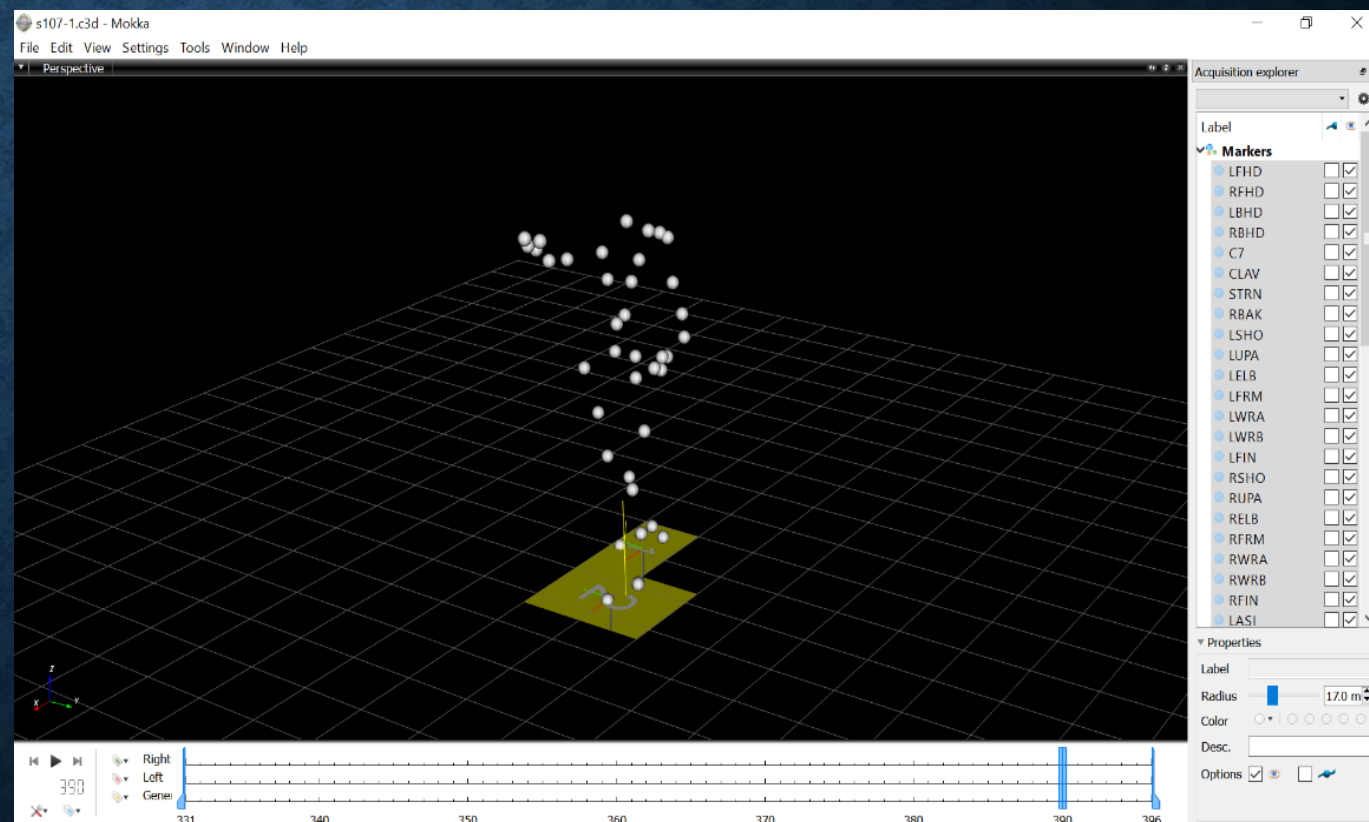 s107-1.c3d - Mokka
File Edit View Settings Tools Window Help
Perspective
Acquisition explorer
Label
Markers
LFHD
RFHD
LBHD
RBHD
C7
CLAV
STRN
RBAK
LSHO
LUPA
LELB
LFRM
LWRA
LWRB
LFIN
RSHO
RUPA
RELB
RFRM
RWRA
RWRB
RFIN
LASI
Properties
Label
Radius 17.0 m
Color
Desc.
Options
z
x Y
Right
Left
Gene
390
331 340 350 360 370 380 390 396